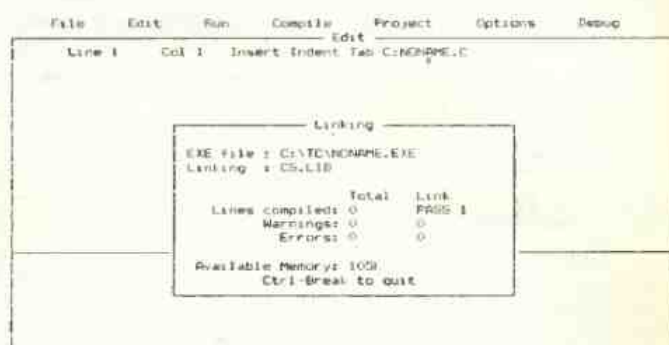 File Edit Run Compile Project Options Debug
Edit
Line 1 Col 1 Insert Indent Tab C:NONAME.C
Linking
EXE file : C:\TC\NONAME.EXE
Linking : CS.LIB
Total Link
Lines compiled: 0 PASS 1
Warnings: 0 0
Errors: 0 0
Available Memory: 105K
Ctrl-Break to quit